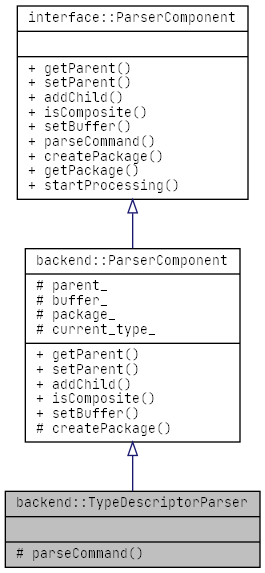 interface::ParserComponent
+ getParent()
+ setParent()
+ addChild()
+ isComposite()
+ setBuffer()
+ parseCommand()
+ createPackage()
+ getPackage()
+ startProcessing()
backend::ParserComponent
# parent_
# buffer_
# package_
# current_type_
+ getParent()
+ setParent()
+ addChild()
+ isComposite()
+ setBuffer()
# createPackage()
backend::TypeDescriptorParser
# parseCommand()